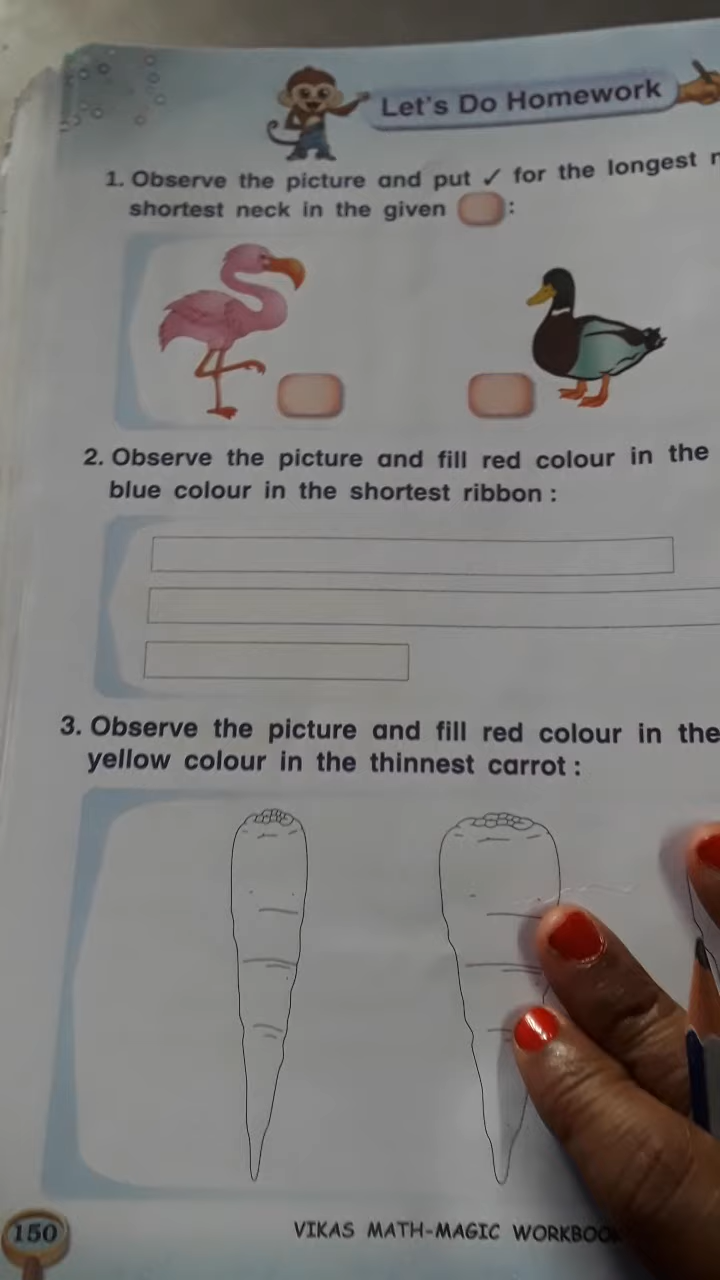 Let's Do Homework
1. Observe the picture and put ✓ for the longest
shortest neck in the given :
2. Observe the picture and fill red colour in the
blue colour in the shortest ribbon :
3. Observe the picture and fill red colour in the
yellow colour in the thinnest carrot :
150
VIKAS MATH-MAGIC